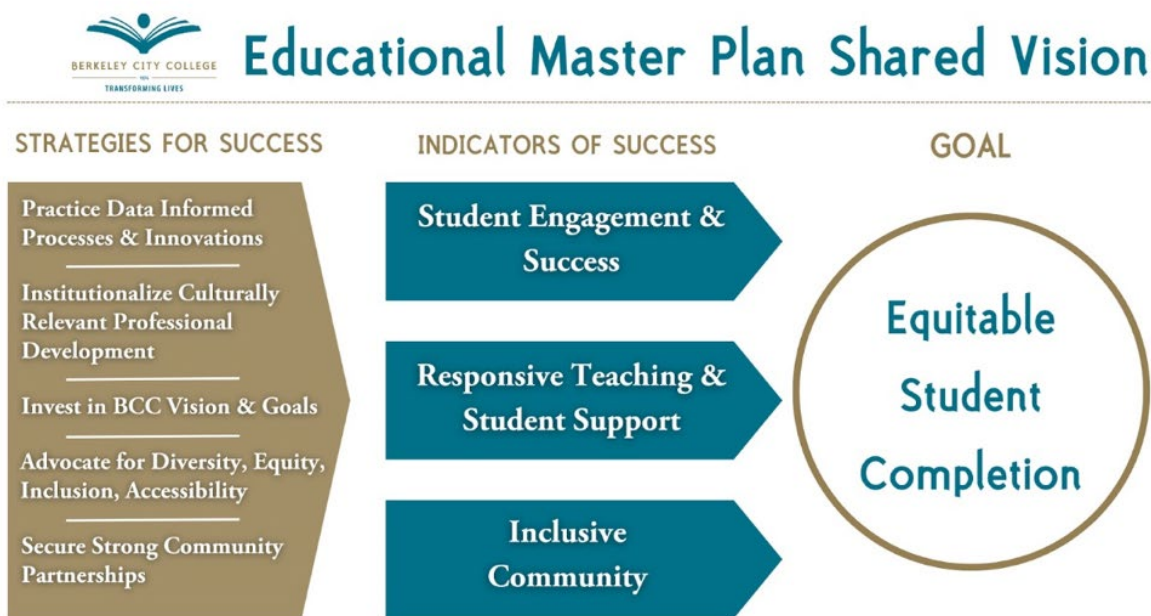 BERKELEY CITY COLLEGE
TRANSFORMING LIVES
Educational Master Plan Shared Vision
STRATEGIES FOR SUCCESS
Practice Data Informed
Processes & Innovations
Institutionalize Culturally
Relevant Professional
Development
Invest in BCC Vision & Goals
Advocate for Diversity, Equity,
Inclusion, Accessibility
Secure Strong Community
Partnerships
INDICATORS OF SUCCESS
Student Engagement &
Success
Responsive Teaching &
Student Support
Inclusive
Community
GOAL
Equitable
Student
Completion